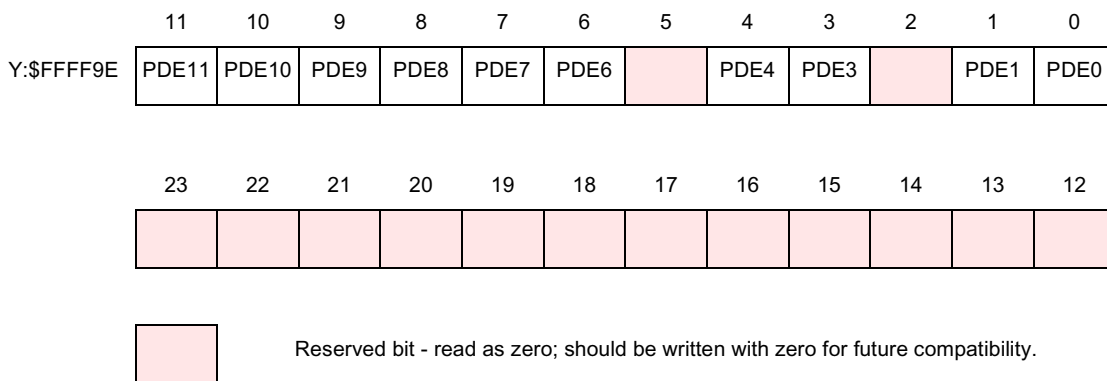 11 10 9 8 7 6 5 4 3 2 1 0
Y:$FFFF9E PDE11 PDE10 PDE9 PDE8 PDE7 PDE6 PDE4 PDE3 PDE1 PDE0
23 22 21 20 19 18 17 16 15 14 13 12
Reserved bit - read as zero; should be written with zero for future compatibility.